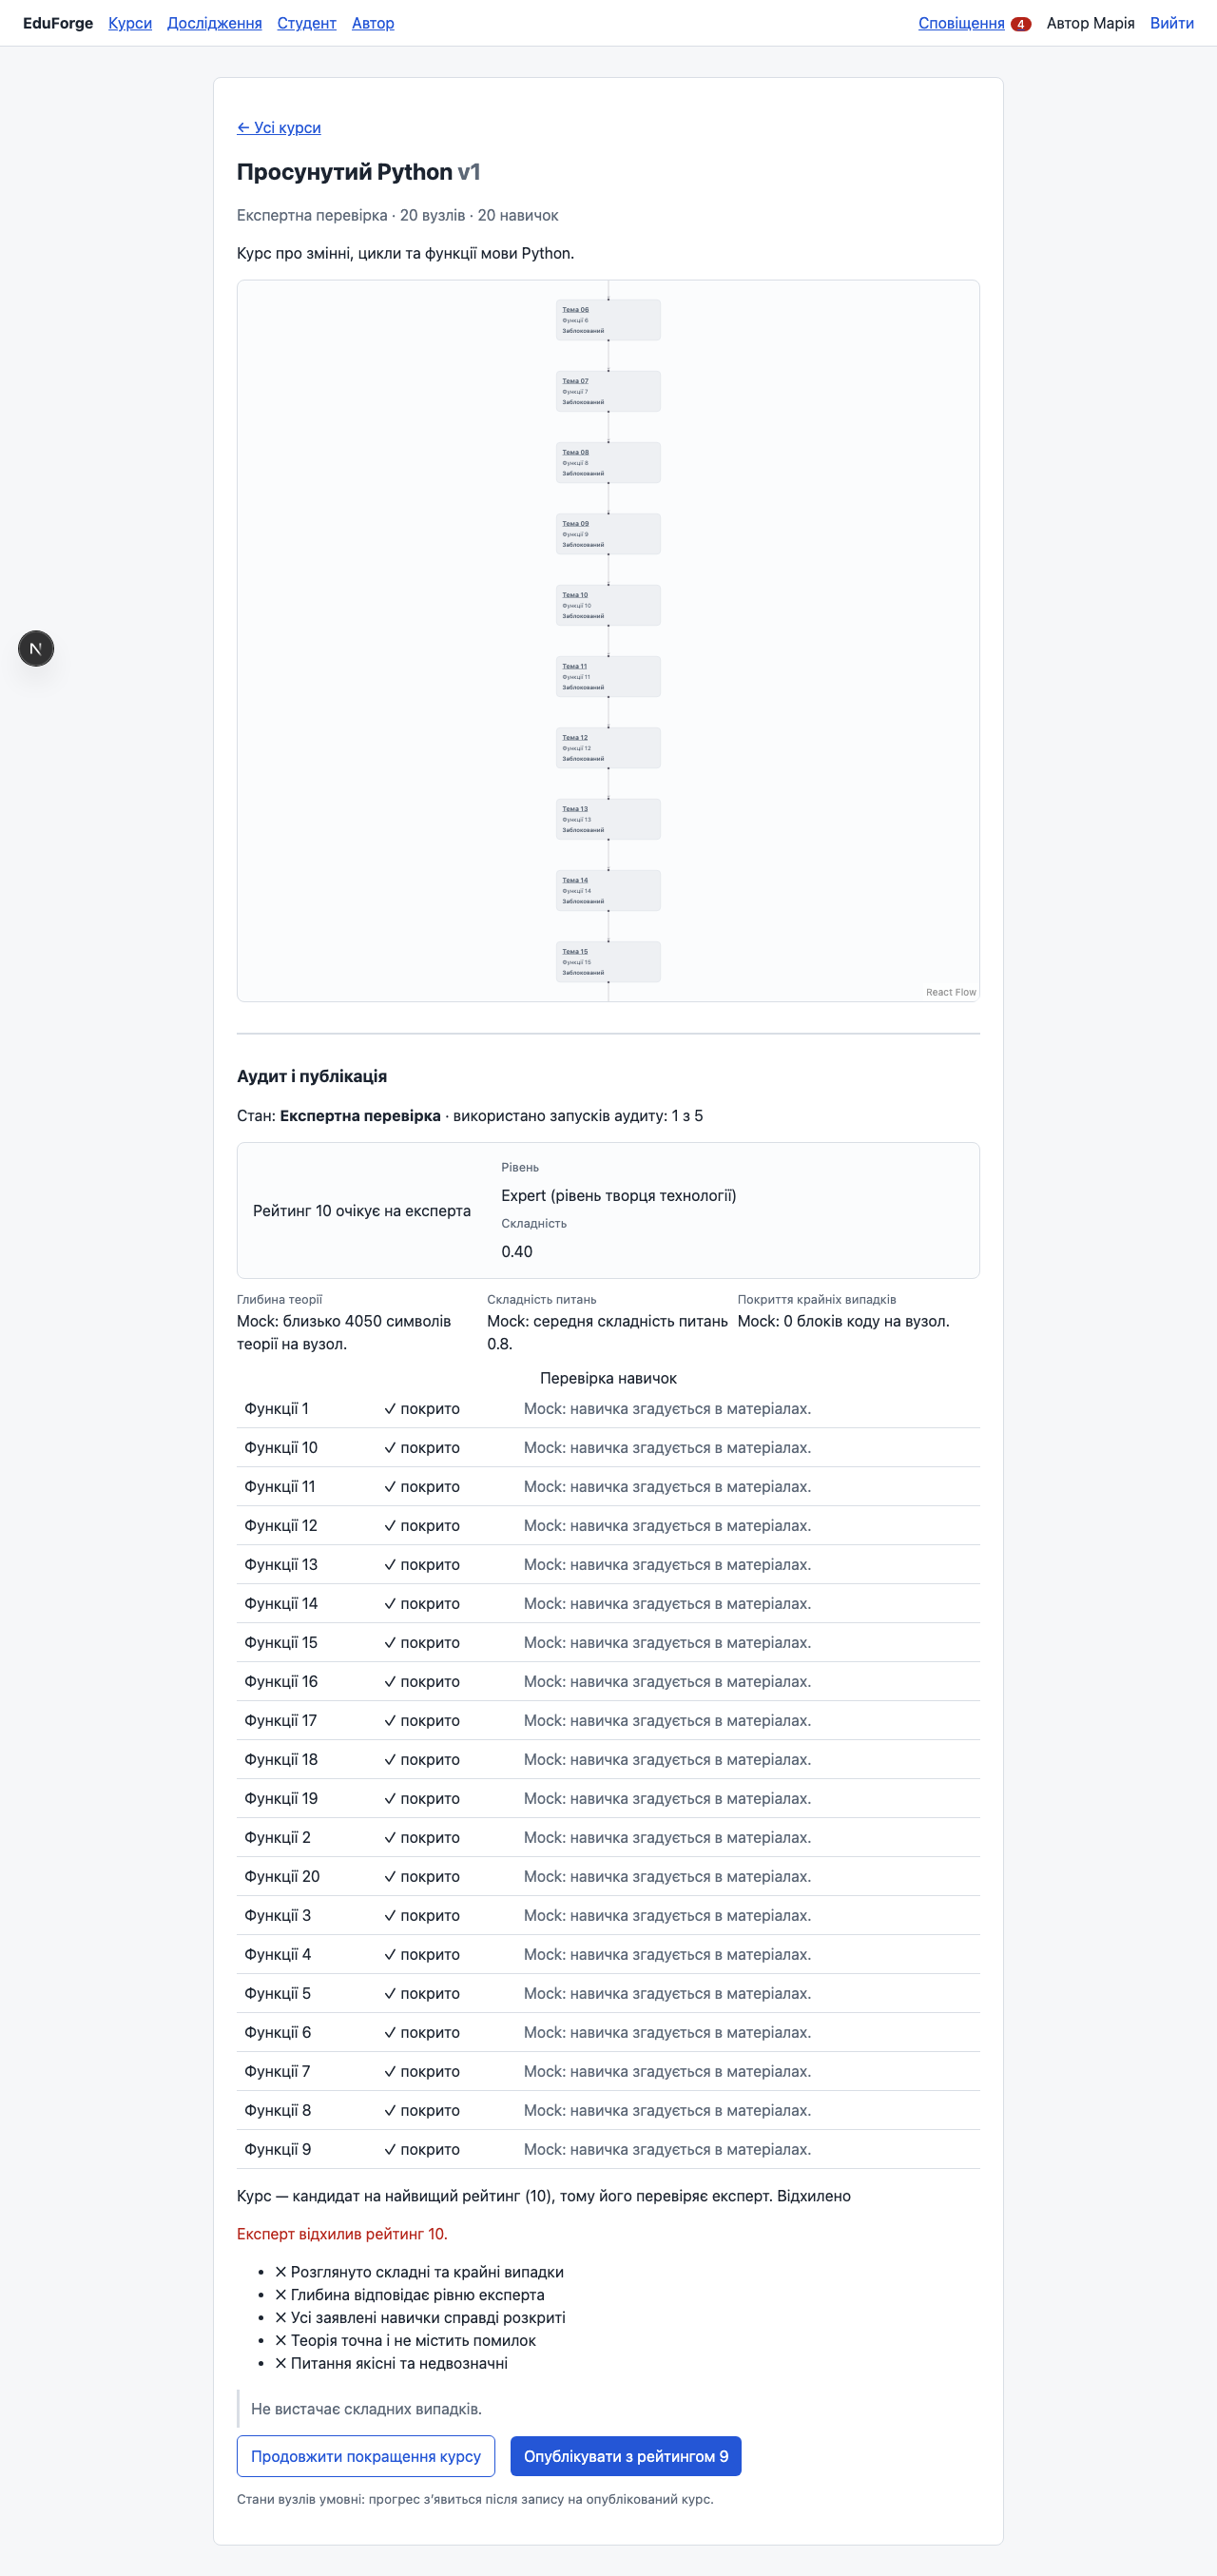 EduForge Курси Дослідження Студент Автор Сповіщення 4 Автор Марія Вийти
← Усі курси
Просунутий Python v1
Експертна перевірка · 20 вузлів · 20 навичок
Курс про змінні, цикли та функції мови Python.
Тема 06
Функції 6
Заблокований
Тема 07
Функції 7
Заблокований
Тема 08
Функції 8
Заблокований
Тема 09
Функції 9
Заблокований
Тема 10
Функції 10
Заблокований
Тема 11
Функції 11
Заблокований
Тема 12
Функції 12
Заблокований
Тема 13
Функції 13
Заблокований
Тема 14
Функції 14
Заблокований
Тема 15
Функції 15
Заблокований
React Flow
N
Аудит і публікація
Стан: Експертна перевірка · використано запусків аудиту: 1 з 5
Рейтинг 10 очікує на експерта
Рівень
Expert (рівень творця технології)
Складність
0.40
Глибина теорії
Mock: близько 4050 символів
теорії на вузол.
Складність питань
Mock: середня складність питань
0.8.
Покриття крайніх випадків
Mock: 0 блоків коду на вузол.
Перевірка навичок
Функції 1 ✓ покрито Mock: навичка згадується в матеріалах.
Функції 10 ✓ покрито Mock: навичка згадується в матеріалах.
Функції 11 ✓ покрито Mock: навичка згадується в матеріалах.
Функції 12 ✓ покрито Mock: навичка згадується в матеріалах.
Функції 13 ✓ покрито Mock: навичка згадується в матеріалах.
Функції 14 ✓ покрито Mock: навичка згадується в матеріалах.
Функції 15 ✓ покрито Mock: навичка згадується в матеріалах.
Функції 16 ✓ покрито Mock: навичка згадується в матеріалах.
Функції 17 ✓ покрито Mock: навичка згадується в матеріалах.
Функції 18 ✓ покрито Mock: навичка згадується в матеріалах.
Функції 19 ✓ покрито Mock: навичка згадується в матеріалах.
Функції 2 ✓ покрито Mock: навичка згадується в матеріалах.
Функції 20 ✓ покрито Mock: навичка згадується в матеріалах.
Функції 3 ✓ покрито Mock: навичка згадується в матеріалах.
Функції 4 ✓ покрито Mock: навичка згадується в матеріалах.
Функції 5 ✓ покрито Mock: навичка згадується в матеріалах.
Функції 6 ✓ покрито Mock: навичка згадується в матеріалах.
Функції 7 ✓ покрито Mock: навичка згадується в матеріалах.
Функції 8 ✓ покрито Mock: навичка згадується в матеріалах.
Функції 9 ✓ покрито Mock: навичка згадується в матеріалах.
Курс — кандидат на найвищий рейтинг (10), тому його перевіряє експерт. Відхилено
Експерт відхилив рейтинг 10.
• ✕ Розглянуто складні та крайні випадки
• ✕ Глибина відповідає рівню експерта
• ✕ Усі заявлені навички справді розкриті
• ✕ Теорія точна і не містить помилок
• ✕ Питання якісні та недвозначні
Не вистачає складних випадків.
Продовжити покращення курсу Опублікувати з рейтингом 9
Стани вузлів умовні: прогрес з’явиться після запису на опублікований курс.